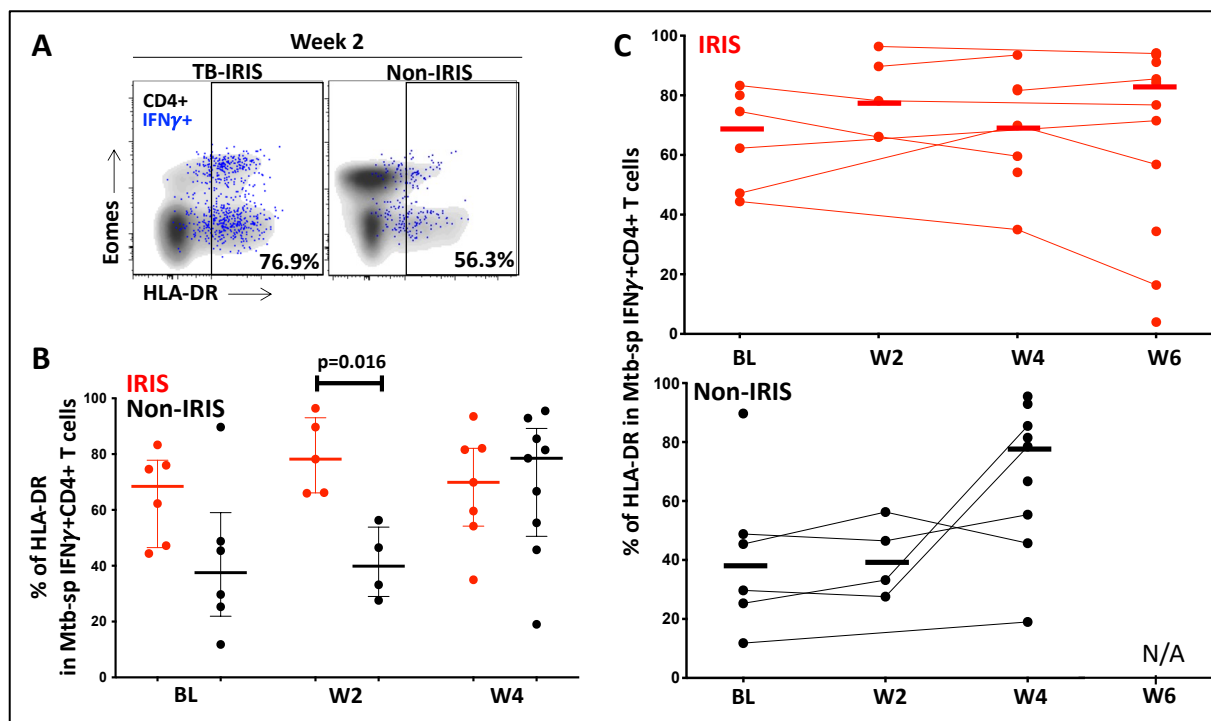 A
Week 2
TB-IRIS
Non-IRIS
CD4+
IFNγ+
Eomes
76.9%
56.3%
HLA-DR
B
IRIS
Non-IRIS
p=0.016
% of HLA-DR
in Mtb-sp IFNγ+CD4+ T cells
100
80
60
40
20
0
BL
W2
W4
C
IRIS
% of HLA-DR in Mtb-sp IFNγ+CD4+ T cells
100
80
60
40
20
0
BL
W2
W4
W6
Non-IRIS
100
80
60
40
20
0
N/A
BL
W2
W4
W6